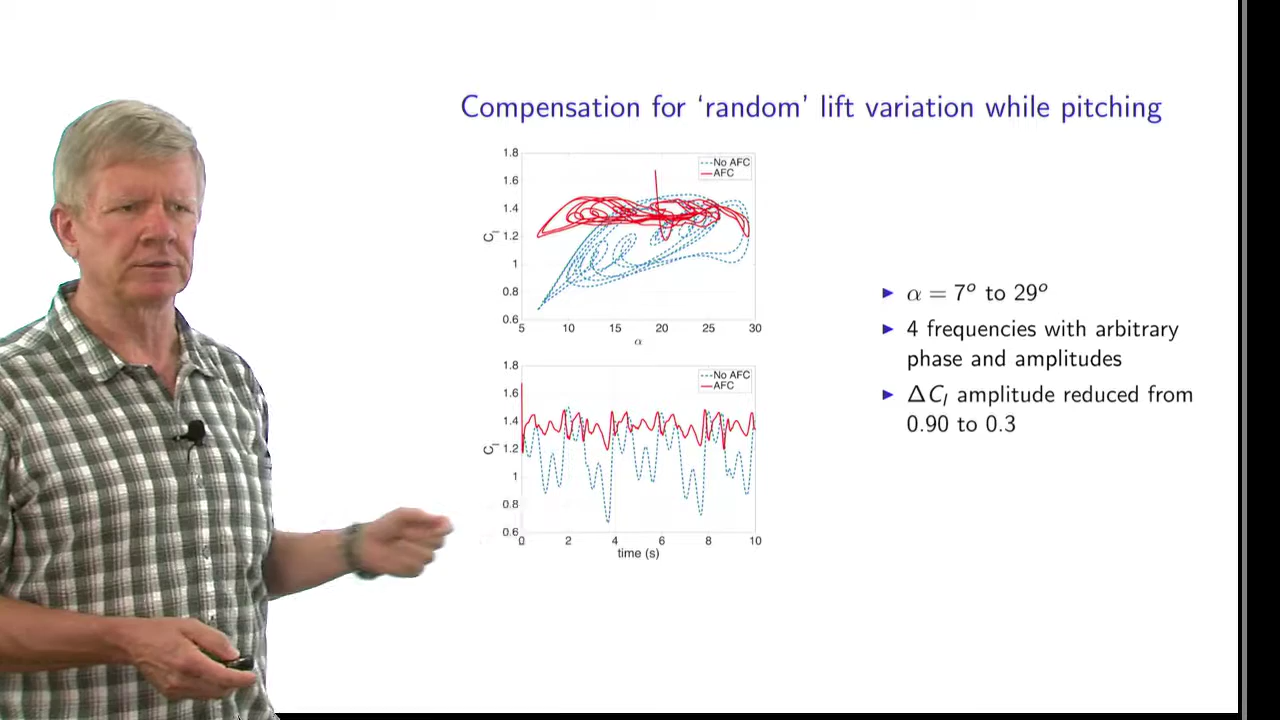 Compensation for ‘random’ lift variation while pitching
1.8
1.6
1.4
1.2
1
0.8
0.6
C_l
No AFC
AFC
5 10 15 20 25 30
α
1.8
1.6
1.4
1.2
1
0.8
0.6
C_l
No AFC
AFC
0 2 4 6 8 10
time (s)
► α = 7° to 29°
► 4 frequencies with arbitrary
phase and amplitudes
► ΔC_l amplitude reduced from
0.90 to 0.3